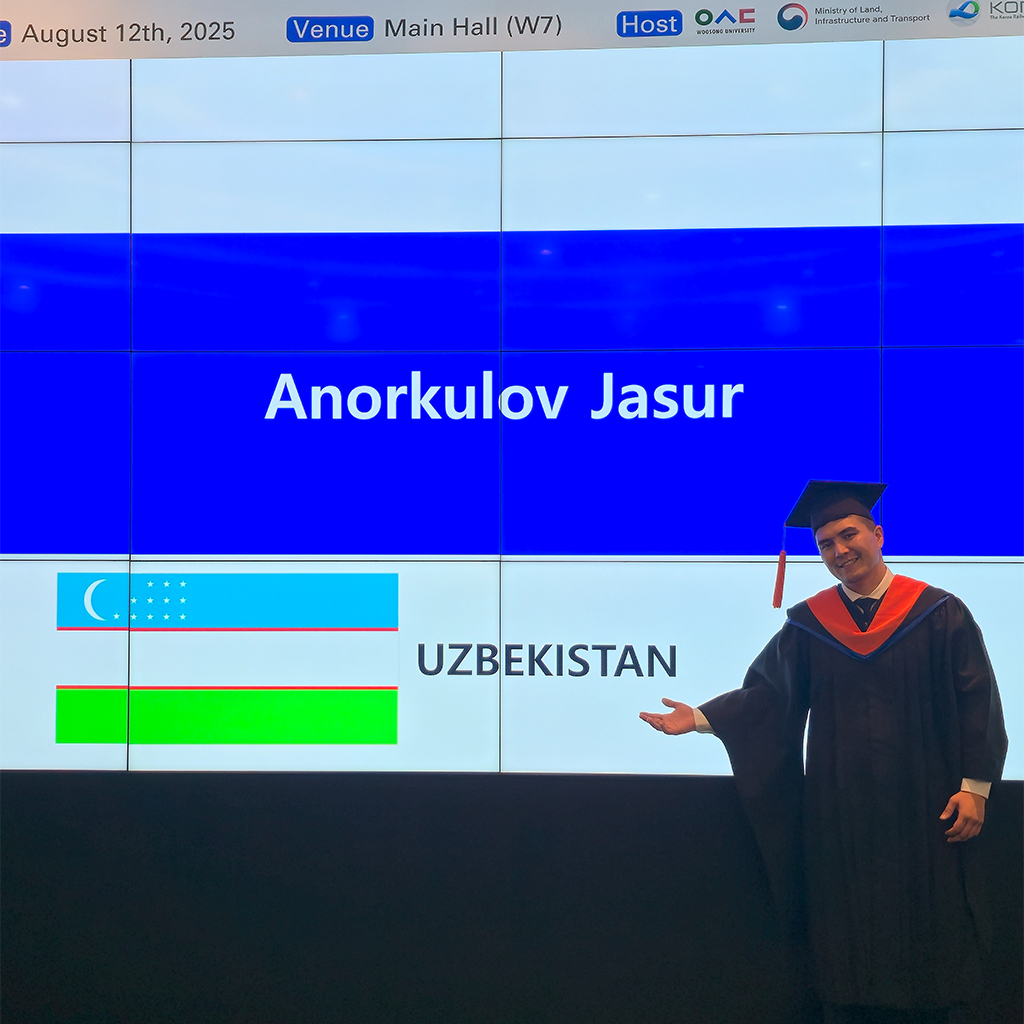 August 12th, 2025 Venue Main Hall (W7) Host WOOSONG UNIVERSITY Ministry of Land, Infrastructure and Transport
Anorkulov Jasur
UZBEKISTAN